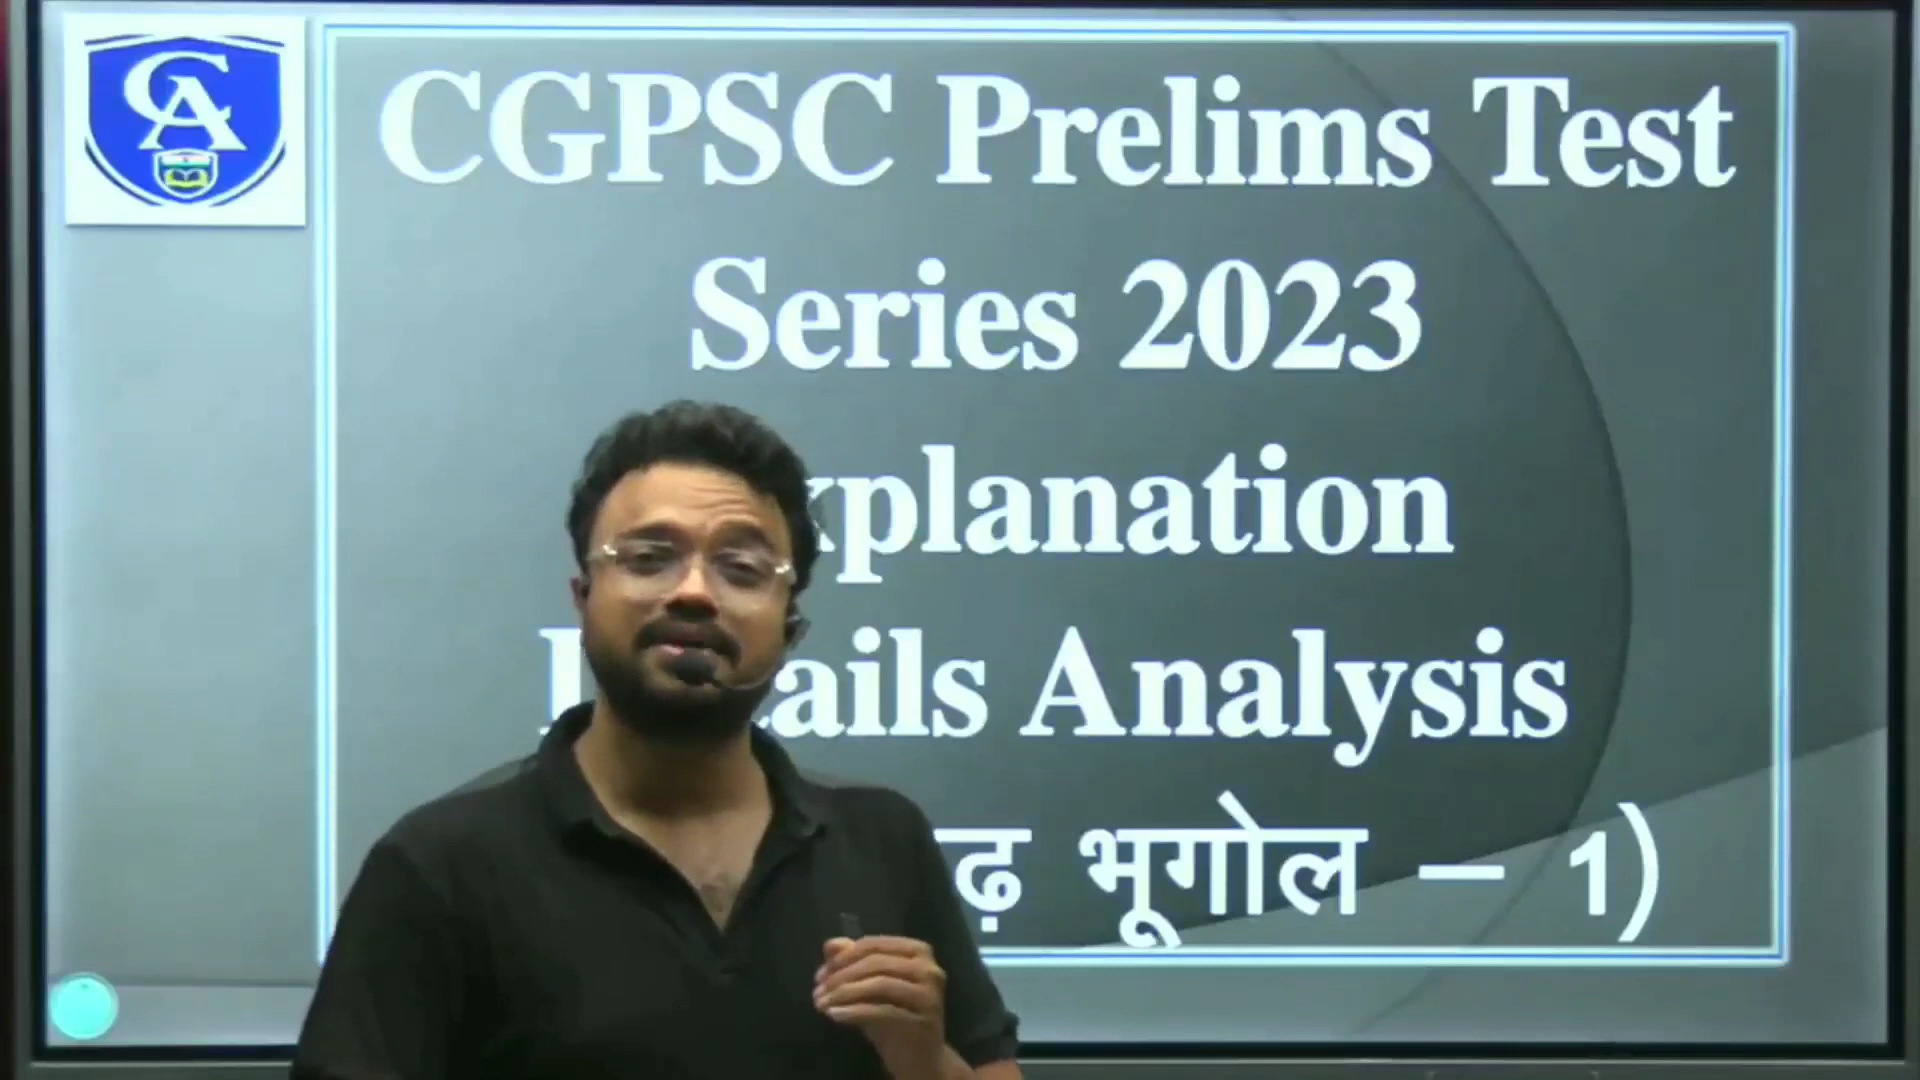 CA
CGPSC Prelims Test
Series 2023
xplanation
ails Analysis
ढ़ भूगोल – 1)